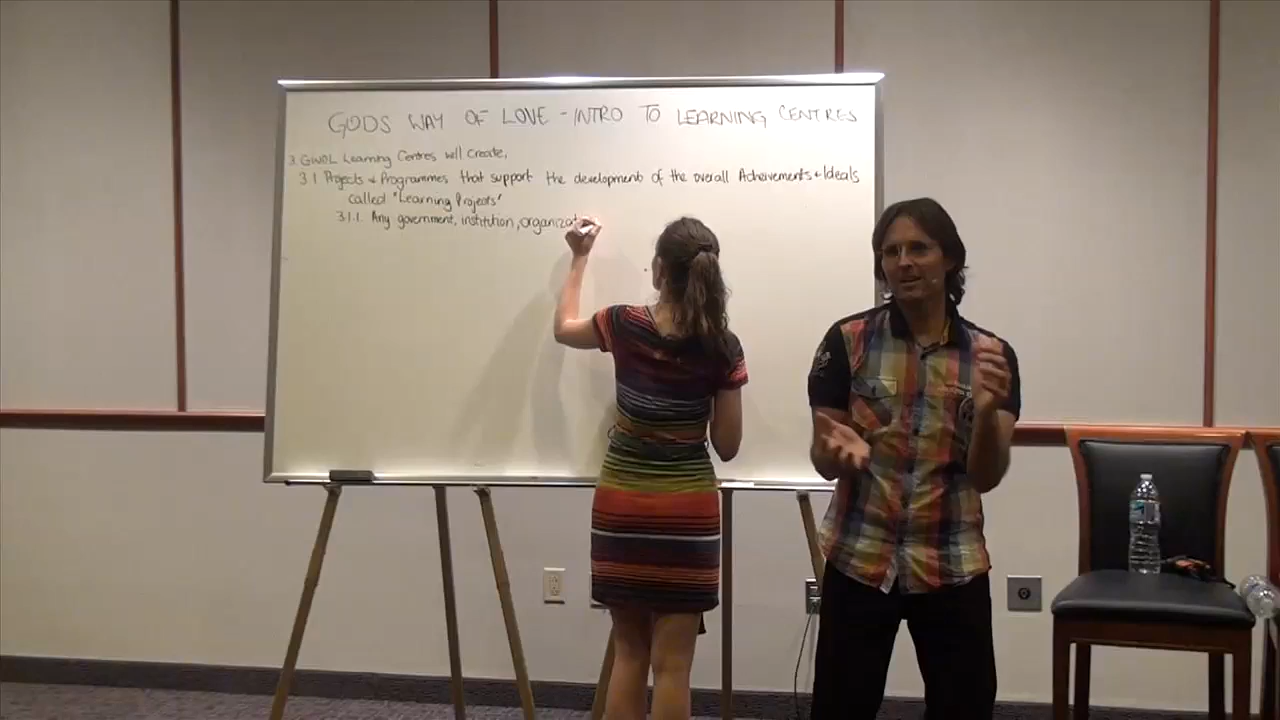 GODS WAY OF LOVE - INTRO TO LEARNING CENTRES
3. GWOL Learning Centres will create,
3.1 Projects + Programmes that support the development of the overall Acheivements + Ideals
called "Learning Projects"
3.1.1. Any government, institution, organizat